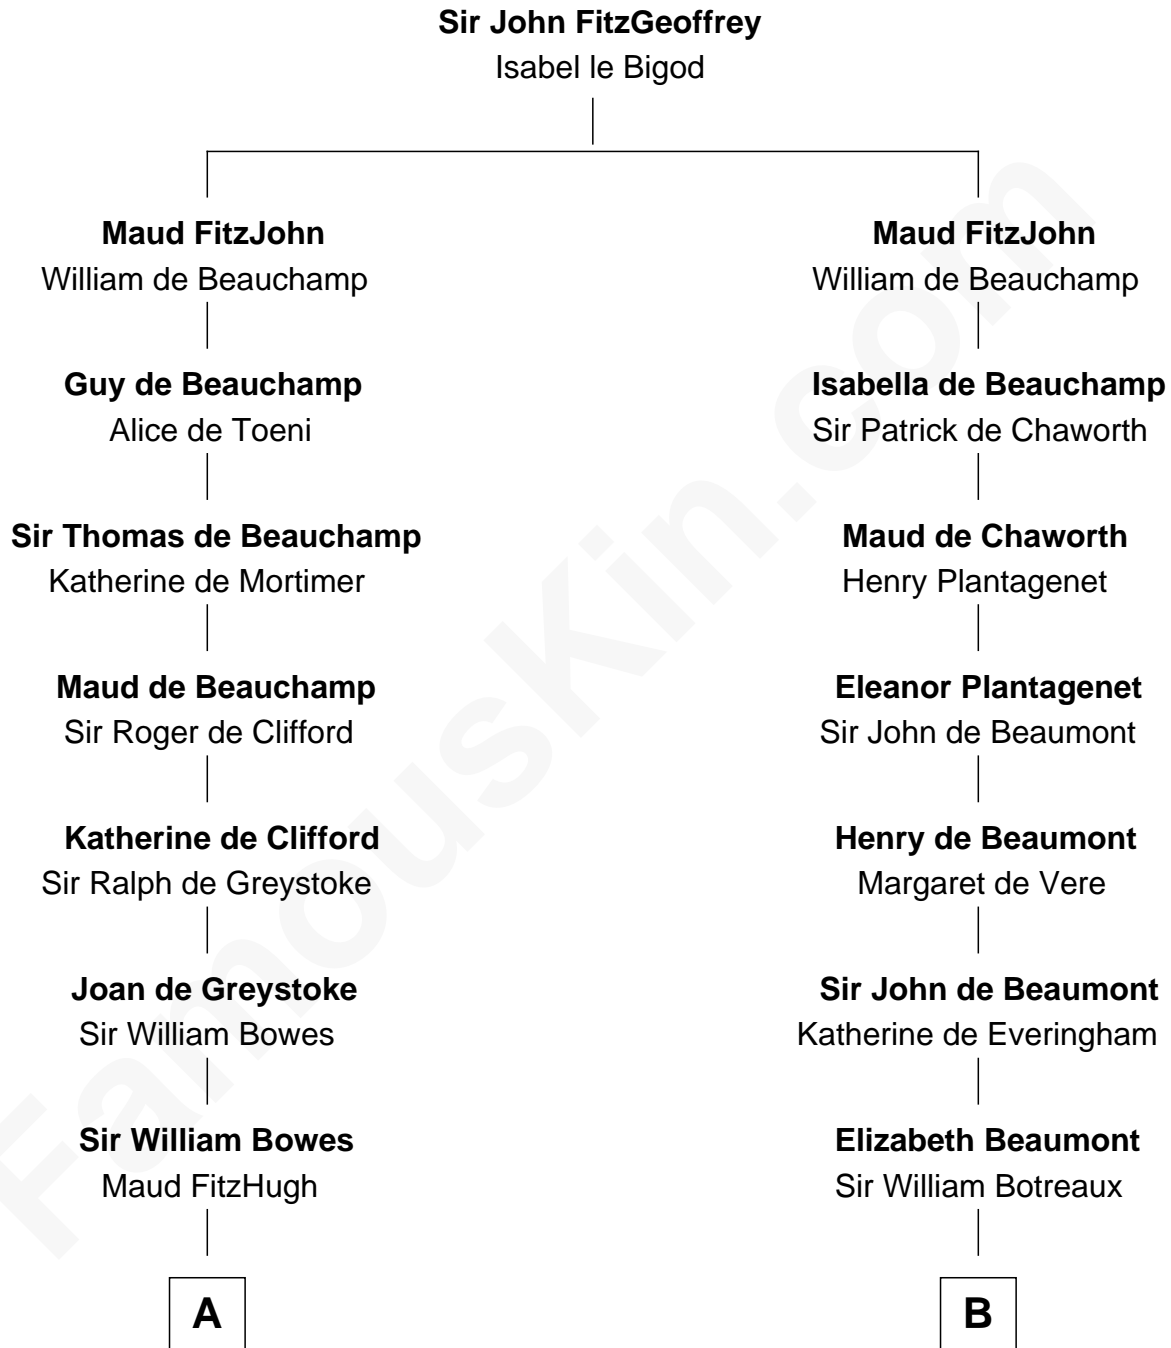 Sir John FitzGeoffrey
Isabel le Bigod
Maud FitzJohn
William de Beauchamp
Maud FitzJohn
William de Beauchamp
Guy de Beauchamp
Alice de Toeni
Isabella de Beauchamp
Sir Patrick de Chaworth
Sir Thomas de Beauchamp
Katherine de Mortimer
Maud de Chaworth
Henry Plantagenet
Maud de Beauchamp
Sir Roger de Clifford
Eleanor Plantagenet
Sir John de Beaumont
Katherine de Clifford
Sir Ralph de Greystoke
Henry de Beaumont
Margaret de Vere
Joan de Greystoke
Sir William Bowes
Sir John de Beaumont
Katherine de Everingham
Sir William Bowes
Maud FitzHugh
Elizabeth Beaumont
Sir William Botreaux
A
B
FamousKin.com